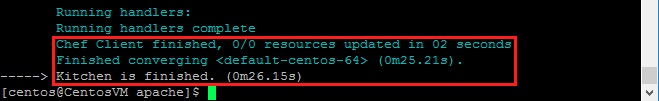 Running handlers:
Running handlers complete
Chef Client finished, 0/0 resources updated in 02 seconds
Finished converging <default-centos-64> (0m25.21s).
-----> Kitchen is finished. (0m26.15s)
[centos@CentosVM apache]$